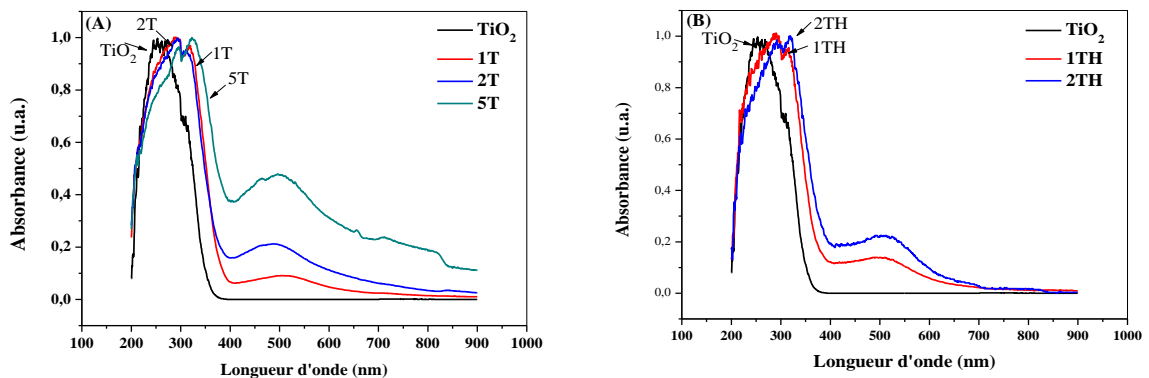 (A)
2T
TiO₂
1T
5T
TiO₂
1T
2T
5T
1,0
0,8
0,6
0,4
0,2
0,0
Absorbance (u.a.)
100 200 300 400 500 600 700 800 900 1000
Longueur d'onde (nm)
(B)
2TH
TiO₂
1TH
TiO₂
1TH
2TH
1,0
0,8
0,6
0,4
0,2
0,0
Absorbance (u.a.)
100 200 300 400 500 600 700 800 900 1000
Longueur d'onde (nm)